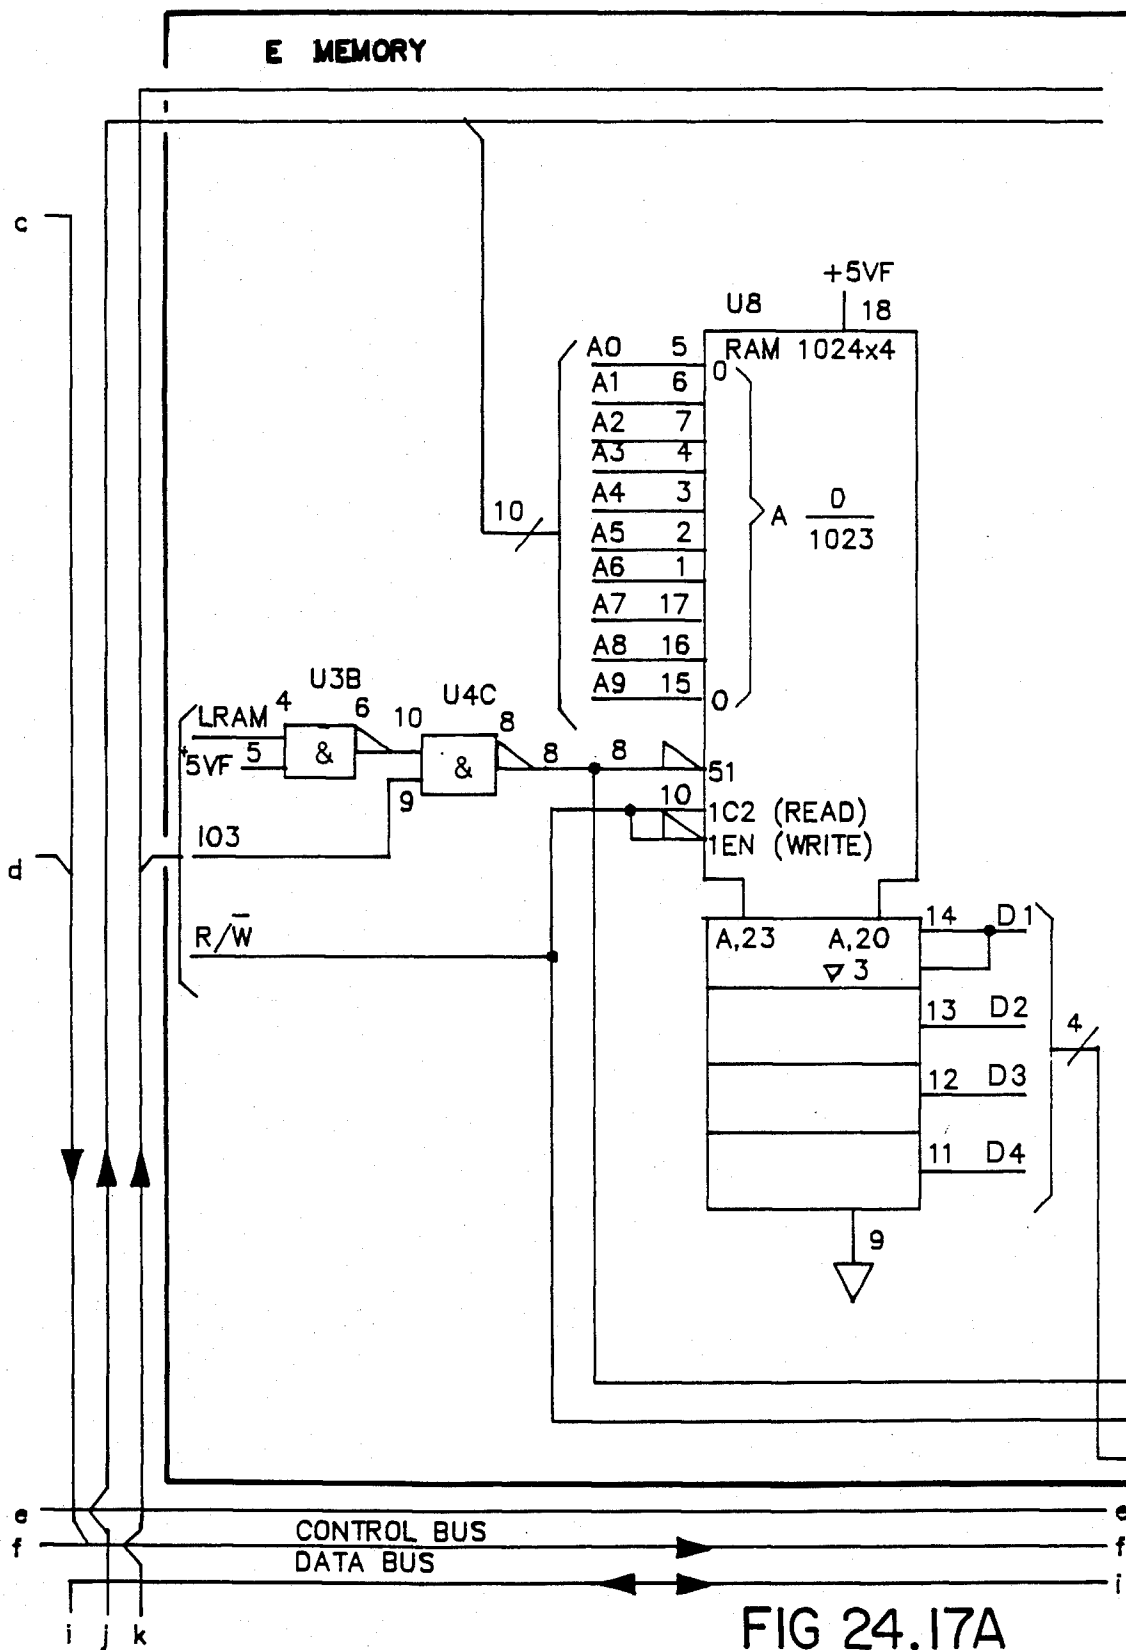 E MEMORY
c
+5VF
U8 18
RAM 1024x4
A0 5 0
A1 6
A2 7
A3 4
A4 3
10
A 0
1023
A5 2
A6 1
A7 17
A8 16
A9 15 0
U3B
U4C
LRAM 4 6 10 8
&
+5VF 5
&
9
8 8 51
10 1C2 (READ)
1EN (WRITE)
IO3
d
R/W̅
A,23 A,20 14 D1
▽ 3
13 D2
4
12 D3
11 D4
9
e e
CONTROL BUS
f f
DATA BUS
i
i j k
FIG 24.17A